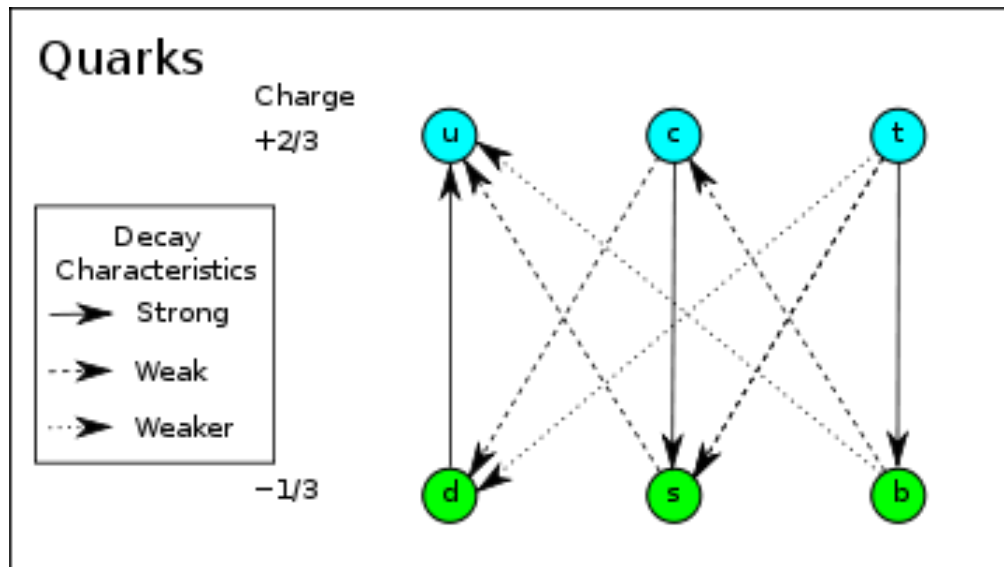 Quarks
Charge
+2/3
u
c
t
Decay
Characteristics
Strong
Weak
Weaker
−1/3
d
s
b